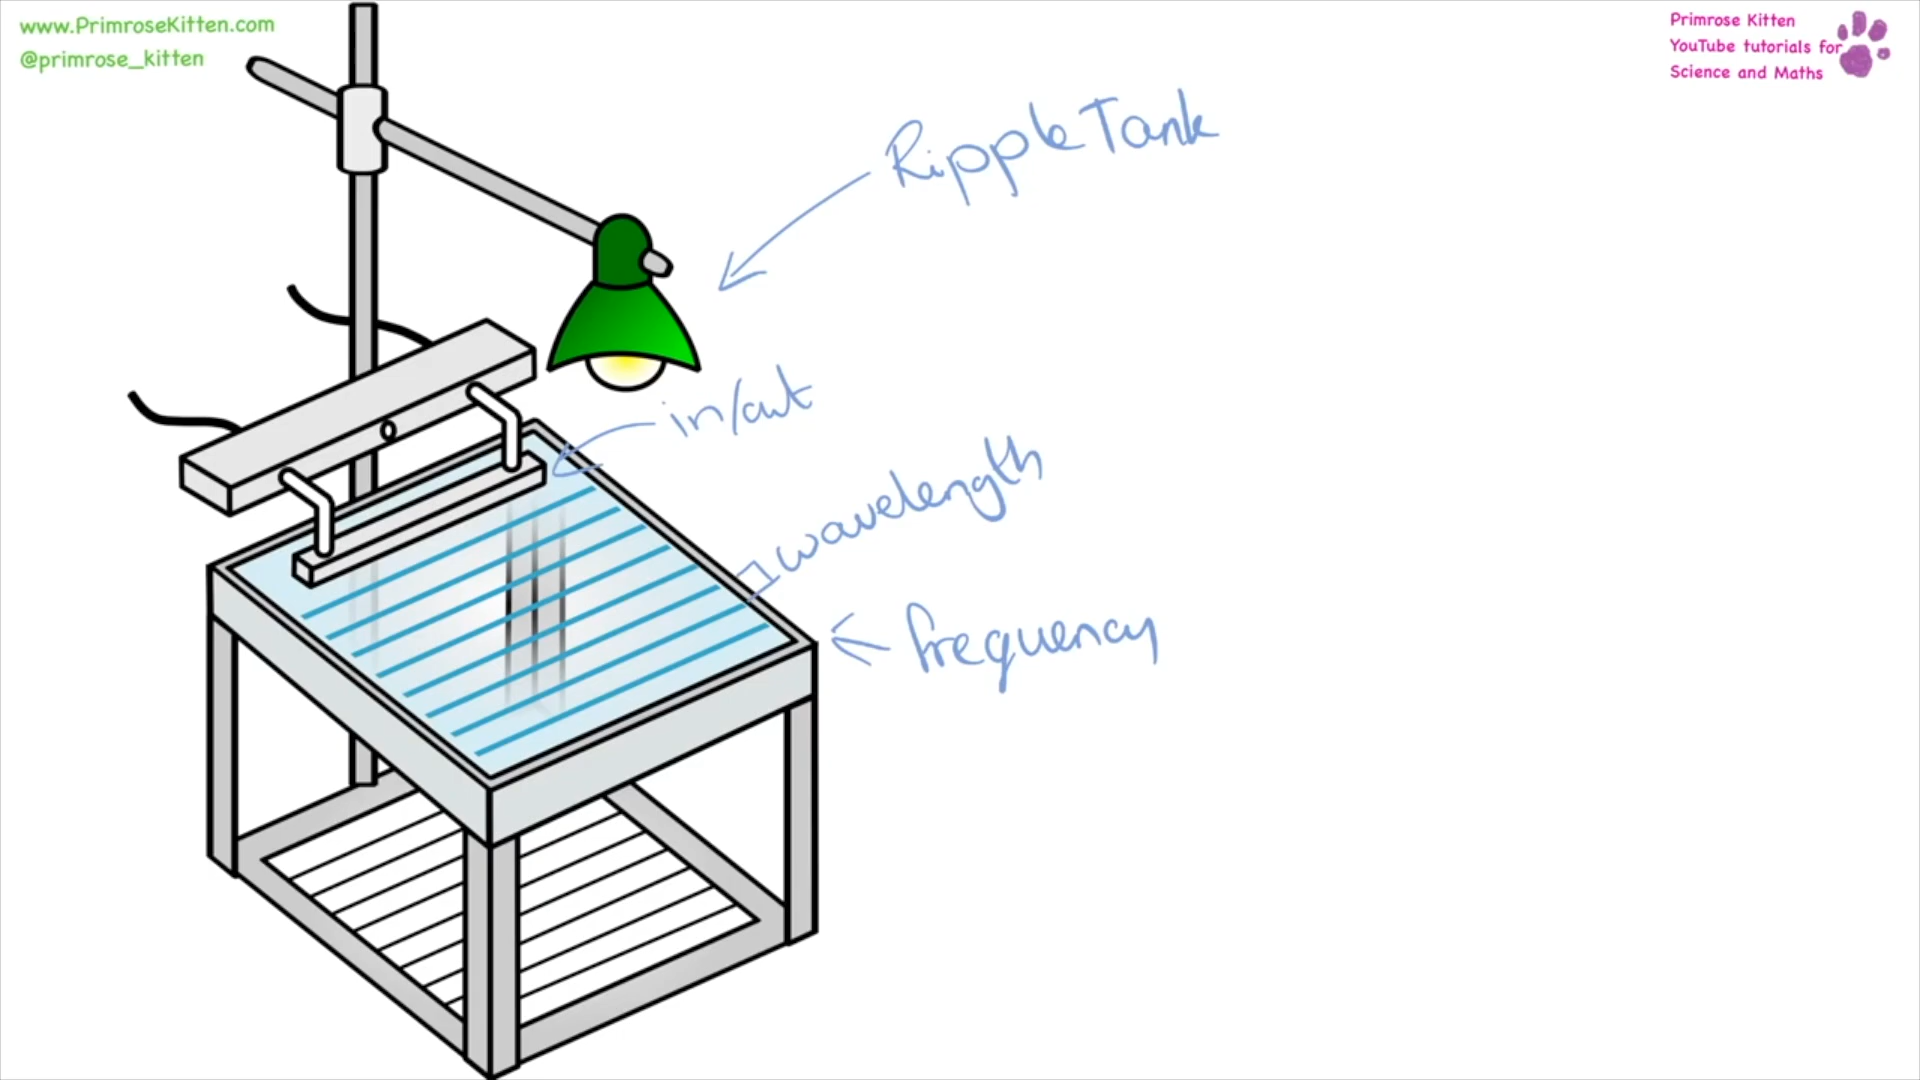 www.PrimroseKitten.com
@primrose_kitten
Primrose Kitten
YouTube tutorials for
Science and Maths
Ripple Tank
in/out
wavelength
frequency